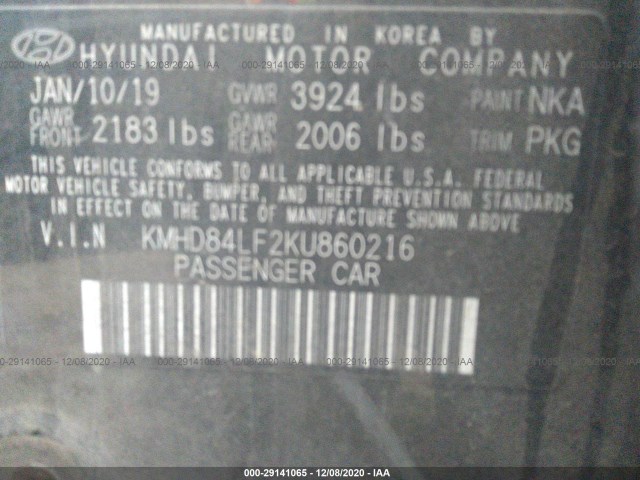 MANUFACTURED IN KOREA BY
HYUNDAI MOTOR COMPANY
JAN/10/19 GVWR 3924 lbs PAINT NKA
GAWR FRONT 2183 lbs GAWR REAR 2006 lbs TRIM PKG
THIS VEHICLE CONFORMS TO ALL APPLICABLE U.S.A. FEDERAL
MOTOR VEHICLE SAFETY, BUMPER, AND THEFT PREVENTION STANDARDS
IN EFFECT ON THE DATE OF MANUFACTURE SHOWN ABOVE
V.I.N KMHD84LF2KU860216
PASSENGER CAR
000-29141065 - 12/08/2020 - IAA